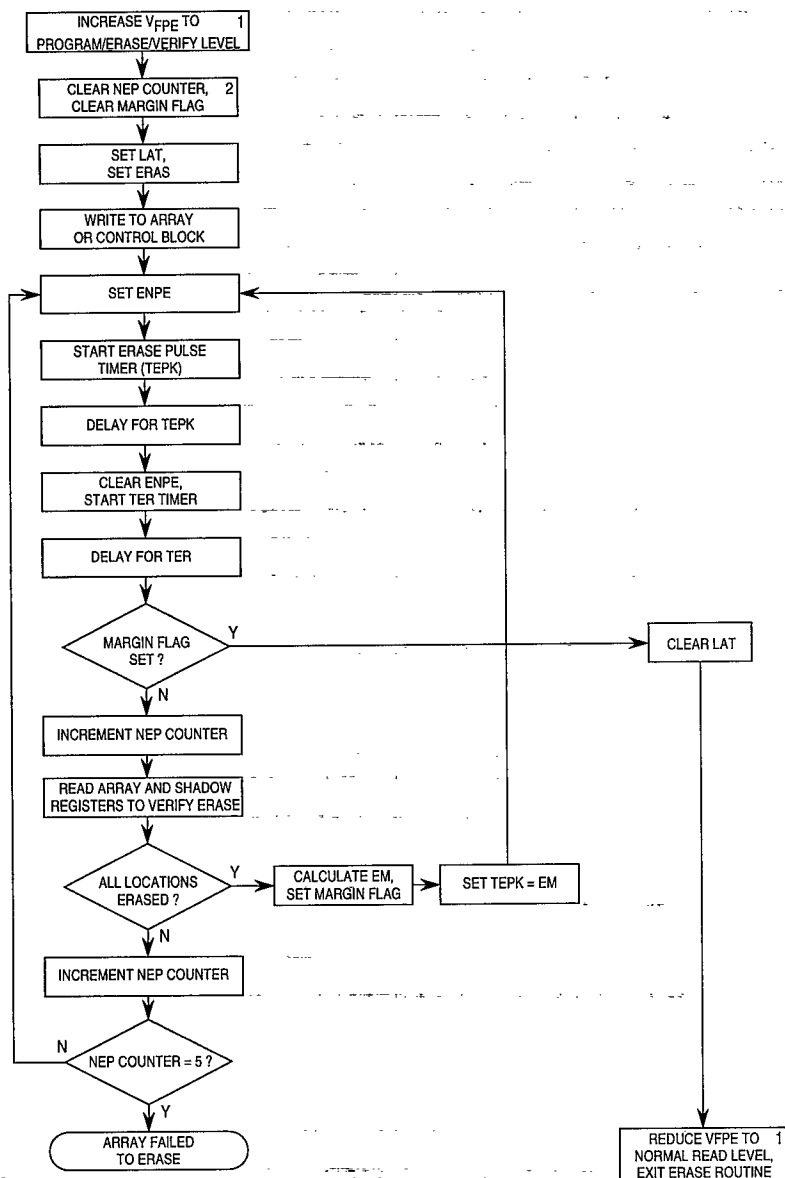 INCREASE VFPE TO 1
PROGRAM/ERASE/VERIFY LEVEL
CLEAR NEP COUNTER, 2
CLEAR MARGIN FLAG
SET LAT,
SET ERAS
WRITE TO ARRAY
OR CONTROL BLOCK
SET ENPE
START ERASE PULSE
TIMER (TEPK)
DELAY FOR TEPK
CLEAR ENPE,
START TER TIMER
DELAY FOR TER
MARGIN FLAG
SET ?
Y
CLEAR LAT
N
INCREMENT NEP COUNTER
READ ARRAY AND SHADOW
REGISTERS TO VERIFY ERASE
ALL LOCATIONS
ERASED ?
Y
CALCULATE EM,
SET MARGIN FLAG
SET TEPK = EM
N
INCREMENT NEP COUNTER
N
NEP COUNTER = 5 ?
Y
ARRAY FAILED
TO ERASE
REDUCE VFPE TO 1
NORMAL READ LEVEL,
EXIT ERASE ROUTINE